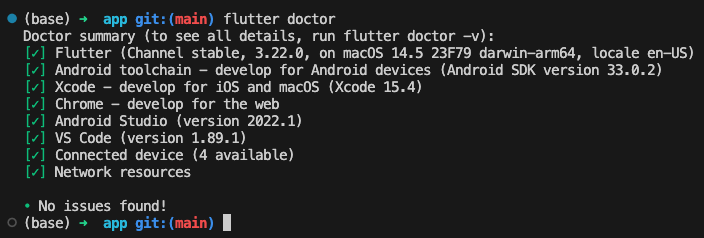 (base) ➜ app git:(main) flutter doctor
Doctor summary (to see all details, run flutter doctor -v):
[✓] Flutter (Channel stable, 3.22.0, on macOS 14.5 23F79 darwin-arm64, locale en-US)
[✓] Android toolchain - develop for Android devices (Android SDK version 33.0.2)
[✓] Xcode - develop for iOS and macOS (Xcode 15.4)
[✓] Chrome - develop for the web
[✓] Android Studio (version 2022.1)
[✓] VS Code (version 1.89.1)
[✓] Connected device (4 available)
[✓] Network resources
• No issues found!
(base) ➜ app git:(main)